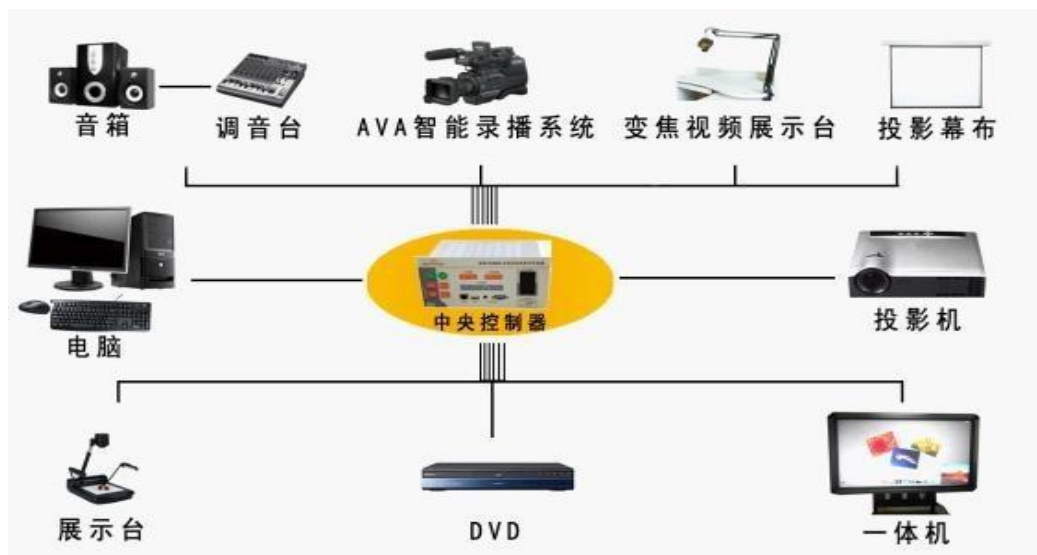 音箱
调音台
AVA智能录播系统
变焦视频展示台
投影幕布
电脑
中央控制器
投影机
展示台
DVD
一体机